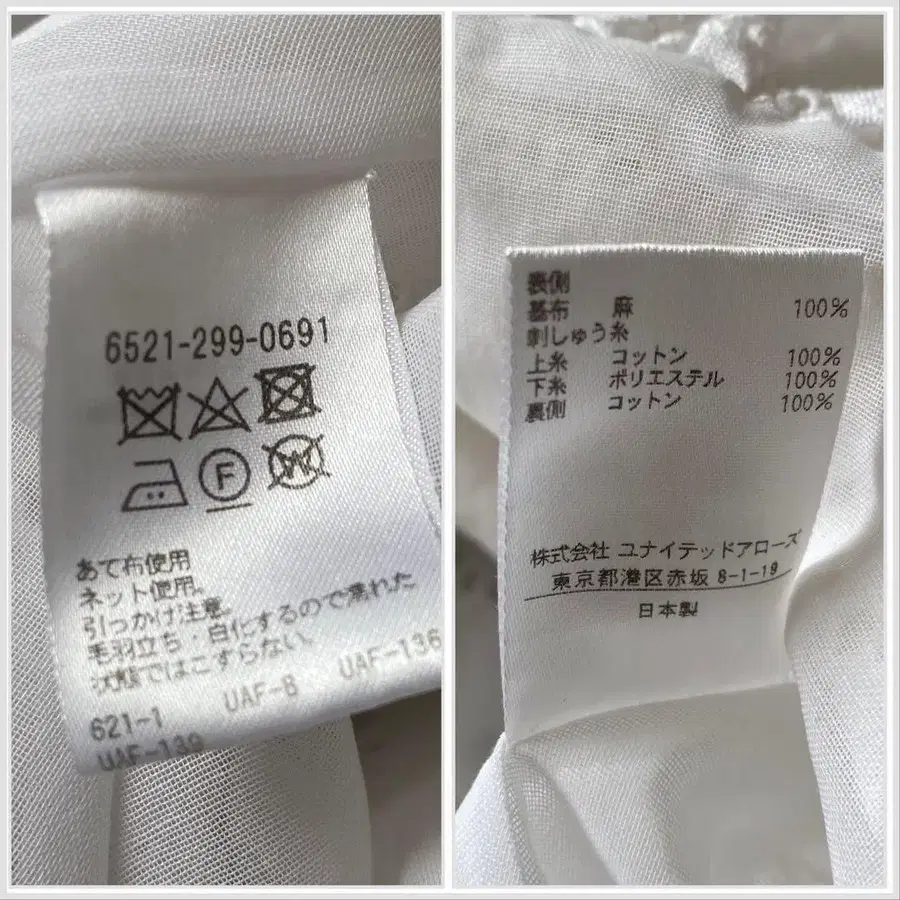 6521-299-0691
F
W
あて布使用
ネット使用。
引っかけ注意。
毛羽立ち・白化するので濡れた
状態ではこすらない。
621-1 UAF-8 UAF-136
UAF-139
表側
基布 麻 100%
刺しゅう糸
上糸 コットン 100%
下糸 ポリエステル 100%
裏側 コットン 100%
株式会社 ユナイテッドアローズ
東京都港区赤坂 8-1-19
日本製